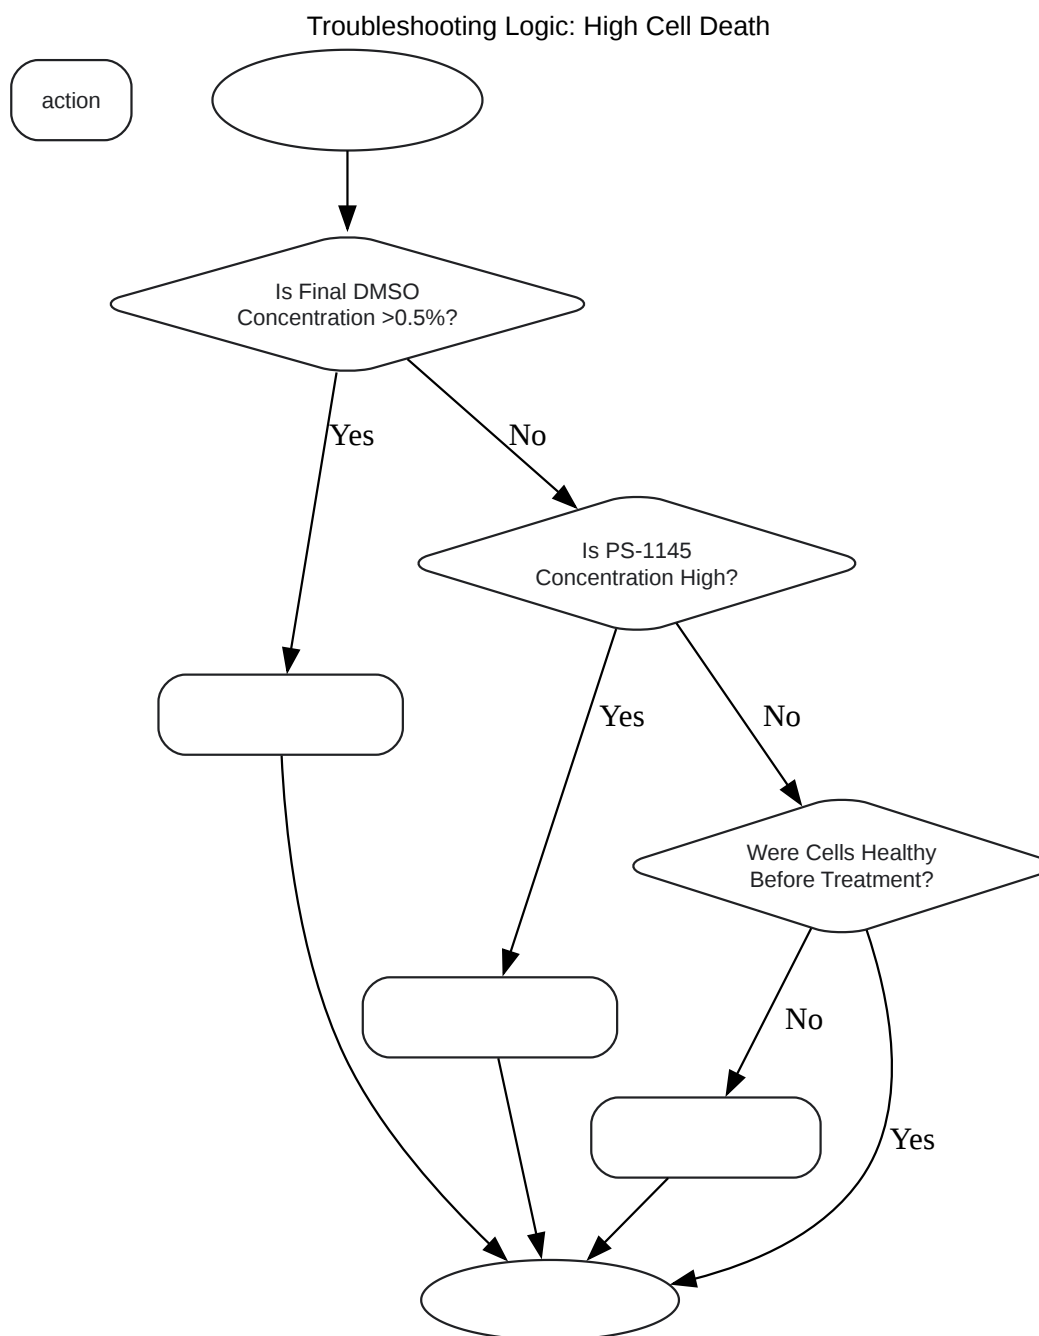 Troubleshooting Logic: High Cell Death
action
Is Final DMSO
Concentration >0.5%?
Yes
No
Is PS-1145
Concentration High?
Yes
No
Were Cells Healthy
Before Treatment?
No
Yes